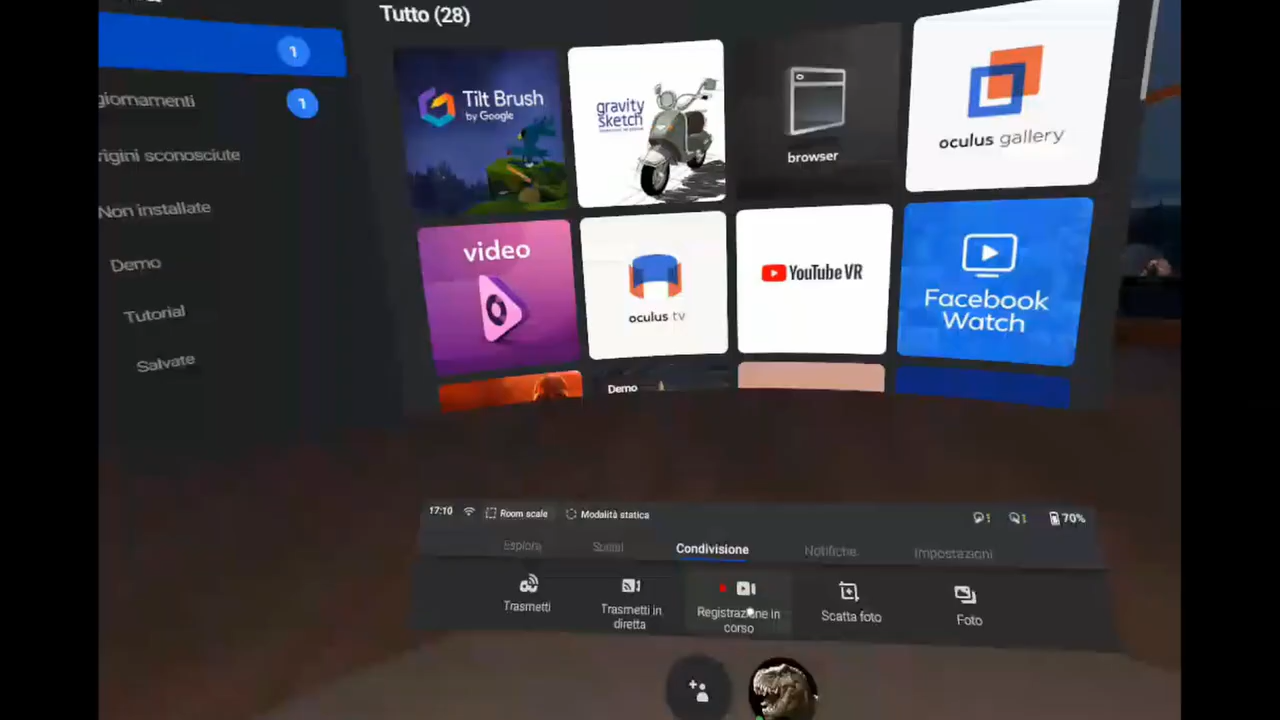 Tutto (28)
1
giornamenti
1
rigini sconosciute
Non installate
Demo
Tutorial
Salvate
Tilt Brush
by Google
gravity
sketch
browser
oculus gallery
video
oculus tv
YouTube VR
Facebook
Watch
Demo
17:10
Room scale
Modalità statica
70%
Esplora
Social
Condivisione
Notifiche
Impostazioni
Trasmetti
Trasmetti in
diretta
Registrazione in
corso
Scatta foto
Foto